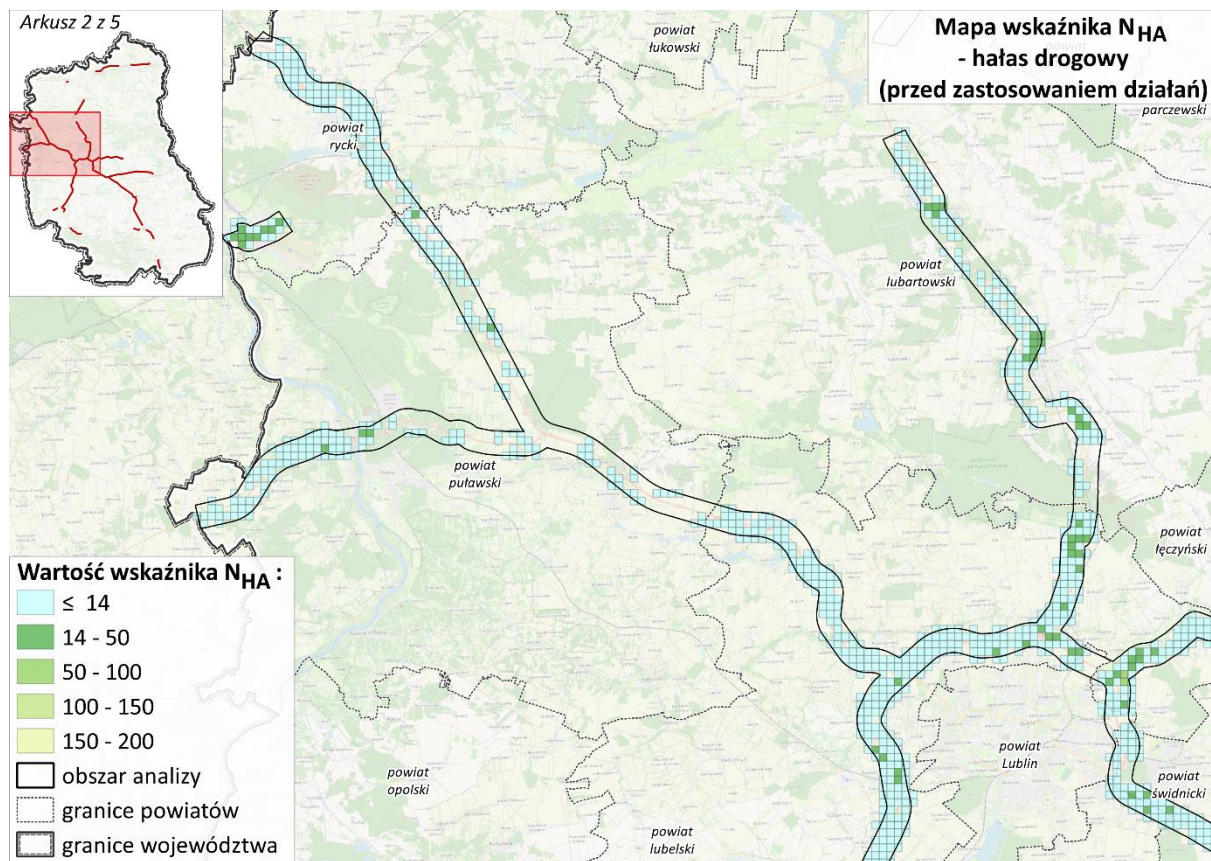 Arkusz 2 z 5
Mapa wskaźnika NHA
- hałas drogowy
(przed zastosowaniem działań)
powiat
łukowski
powiat
parczewski
powiat
rycki
powiat
lubartowski
powiat
puławski
powiat
łęczyński
powiat
Lublin
powiat
świdnicki
powiat
opolski
powiat
lubelski
Wartość wskaźnika NHA :
≤ 14
14 - 50
50 - 100
100 - 150
150 - 200
obszar analizy
granice powiatów
granice województwa